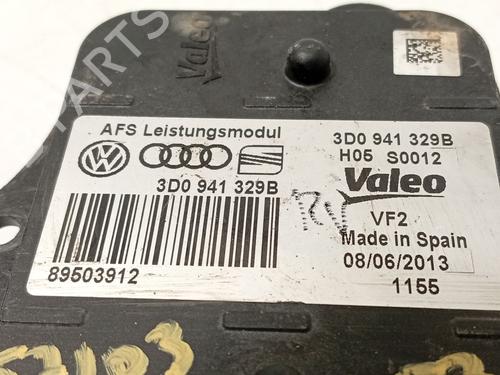 Valeo
AFS Leistungsmodul
3D0 941 329B
89503912
3D0 941 329B
H05 S0012
Valeo
VF2
Made in Spain
08/06/2013
1155
RV
PARTS